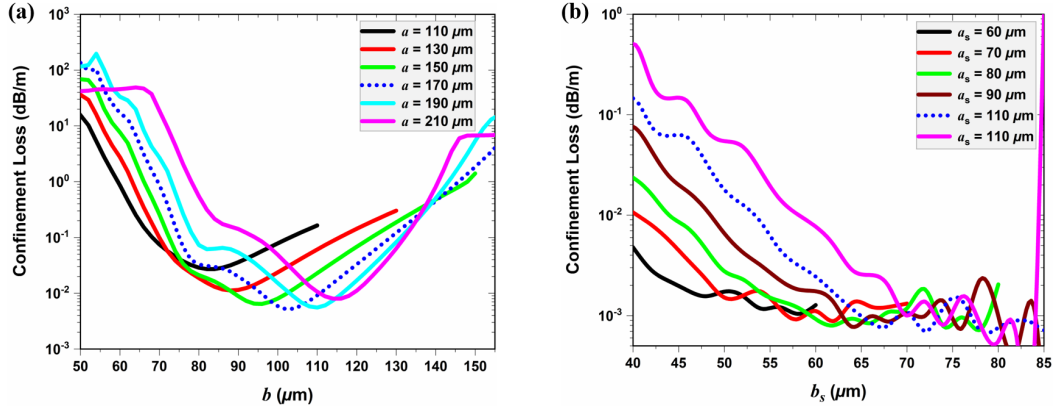 (a)
Confinement Loss (dB/m)
10³
10²
10¹
10⁰
10⁻¹
10⁻²
10⁻³
a = 110 µm
a = 130 µm
a = 150 µm
a = 170 µm
a = 190 µm
a = 210 µm
50 60 70 80 90 100 110 120 130 140 150
b (µm)
(b)
Confinement Loss (dB/m)
10⁰
10⁻¹
10⁻²
10⁻³
aₛ = 60 µm
aₛ = 70 µm
aₛ = 80 µm
aₛ = 90 µm
aₛ = 110 µm
aₛ = 110 µm
40 45 50 55 60 65 70 75 80 85
bₛ (µm)